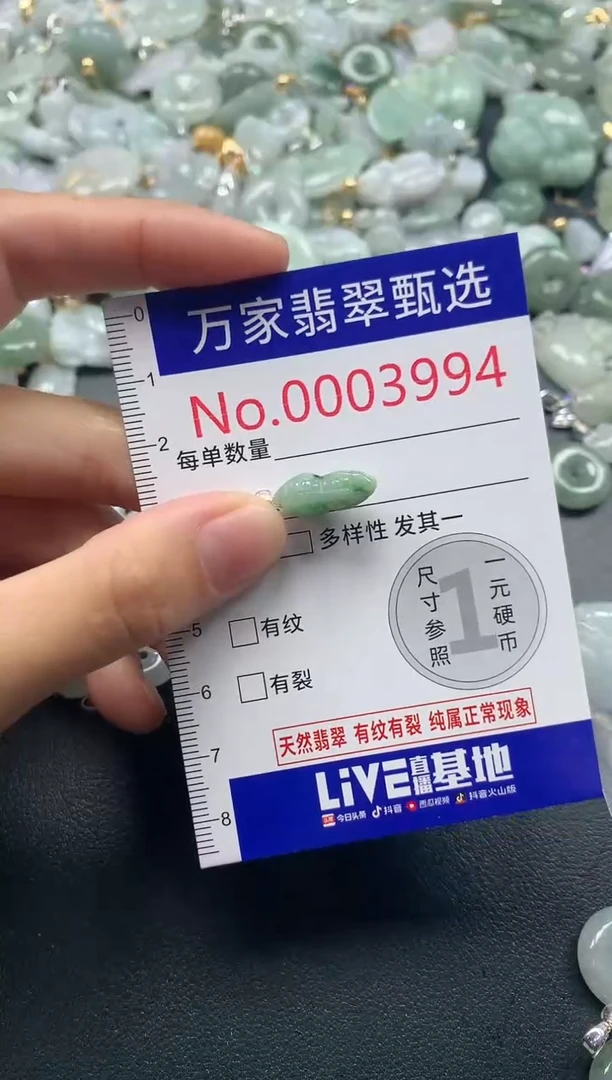 0
万家翡翠甄选
1
No.0003994
2
每单数量
多样性 发其一
尺寸参照
1
一元硬币
5
有纹
6
有裂
天然翡翠 有纹有裂 纯属正常现象
7
LiVE直播基地
8
今日头条 抖音 西瓜视频 抖音火山版